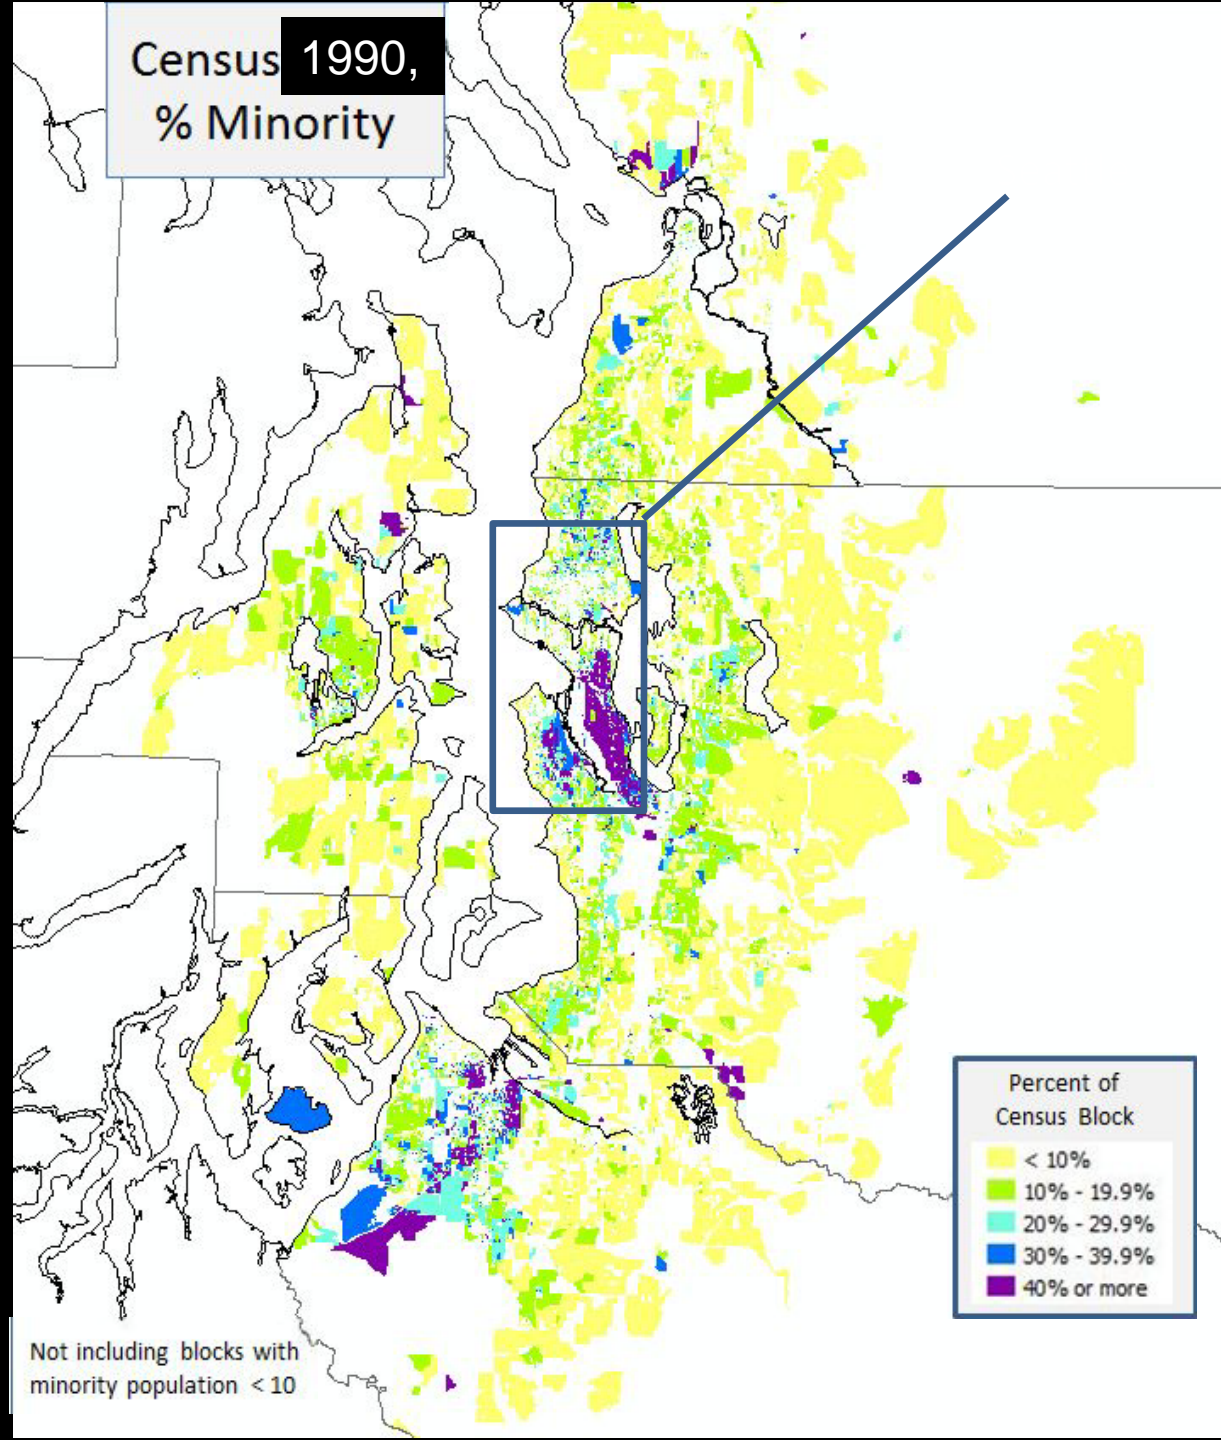 Census 1990,
% Minority
Percent of
Census Block
< 10%
10% - 19.9%
20% - 29.9%
30% - 39.9%
40% or more
Not including blocks with
minority population < 10